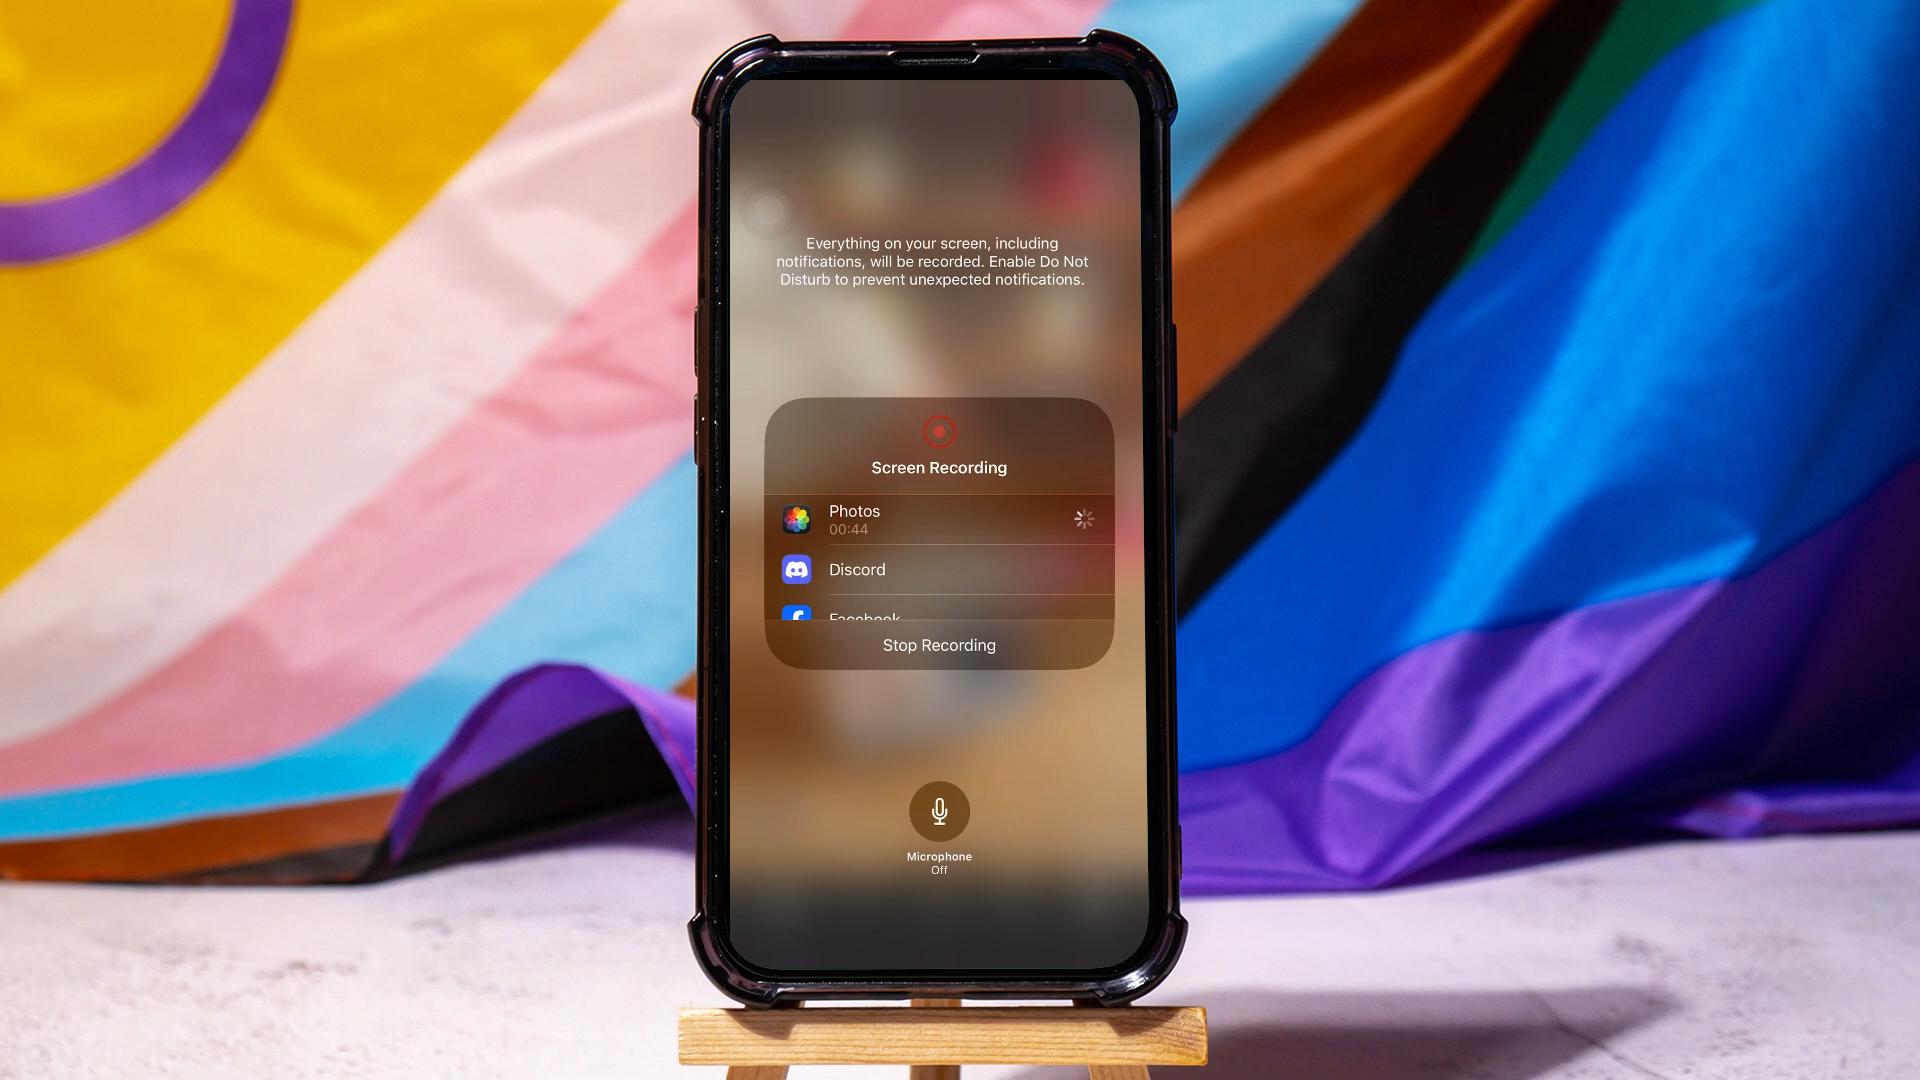 Everything on your screen, including
notifications, will be recorded. Enable Do Not
Disturb to prevent unexpected notifications.
Screen Recording
Photos
00:44
Discord
Facebook
Stop Recording
Microphone
Off